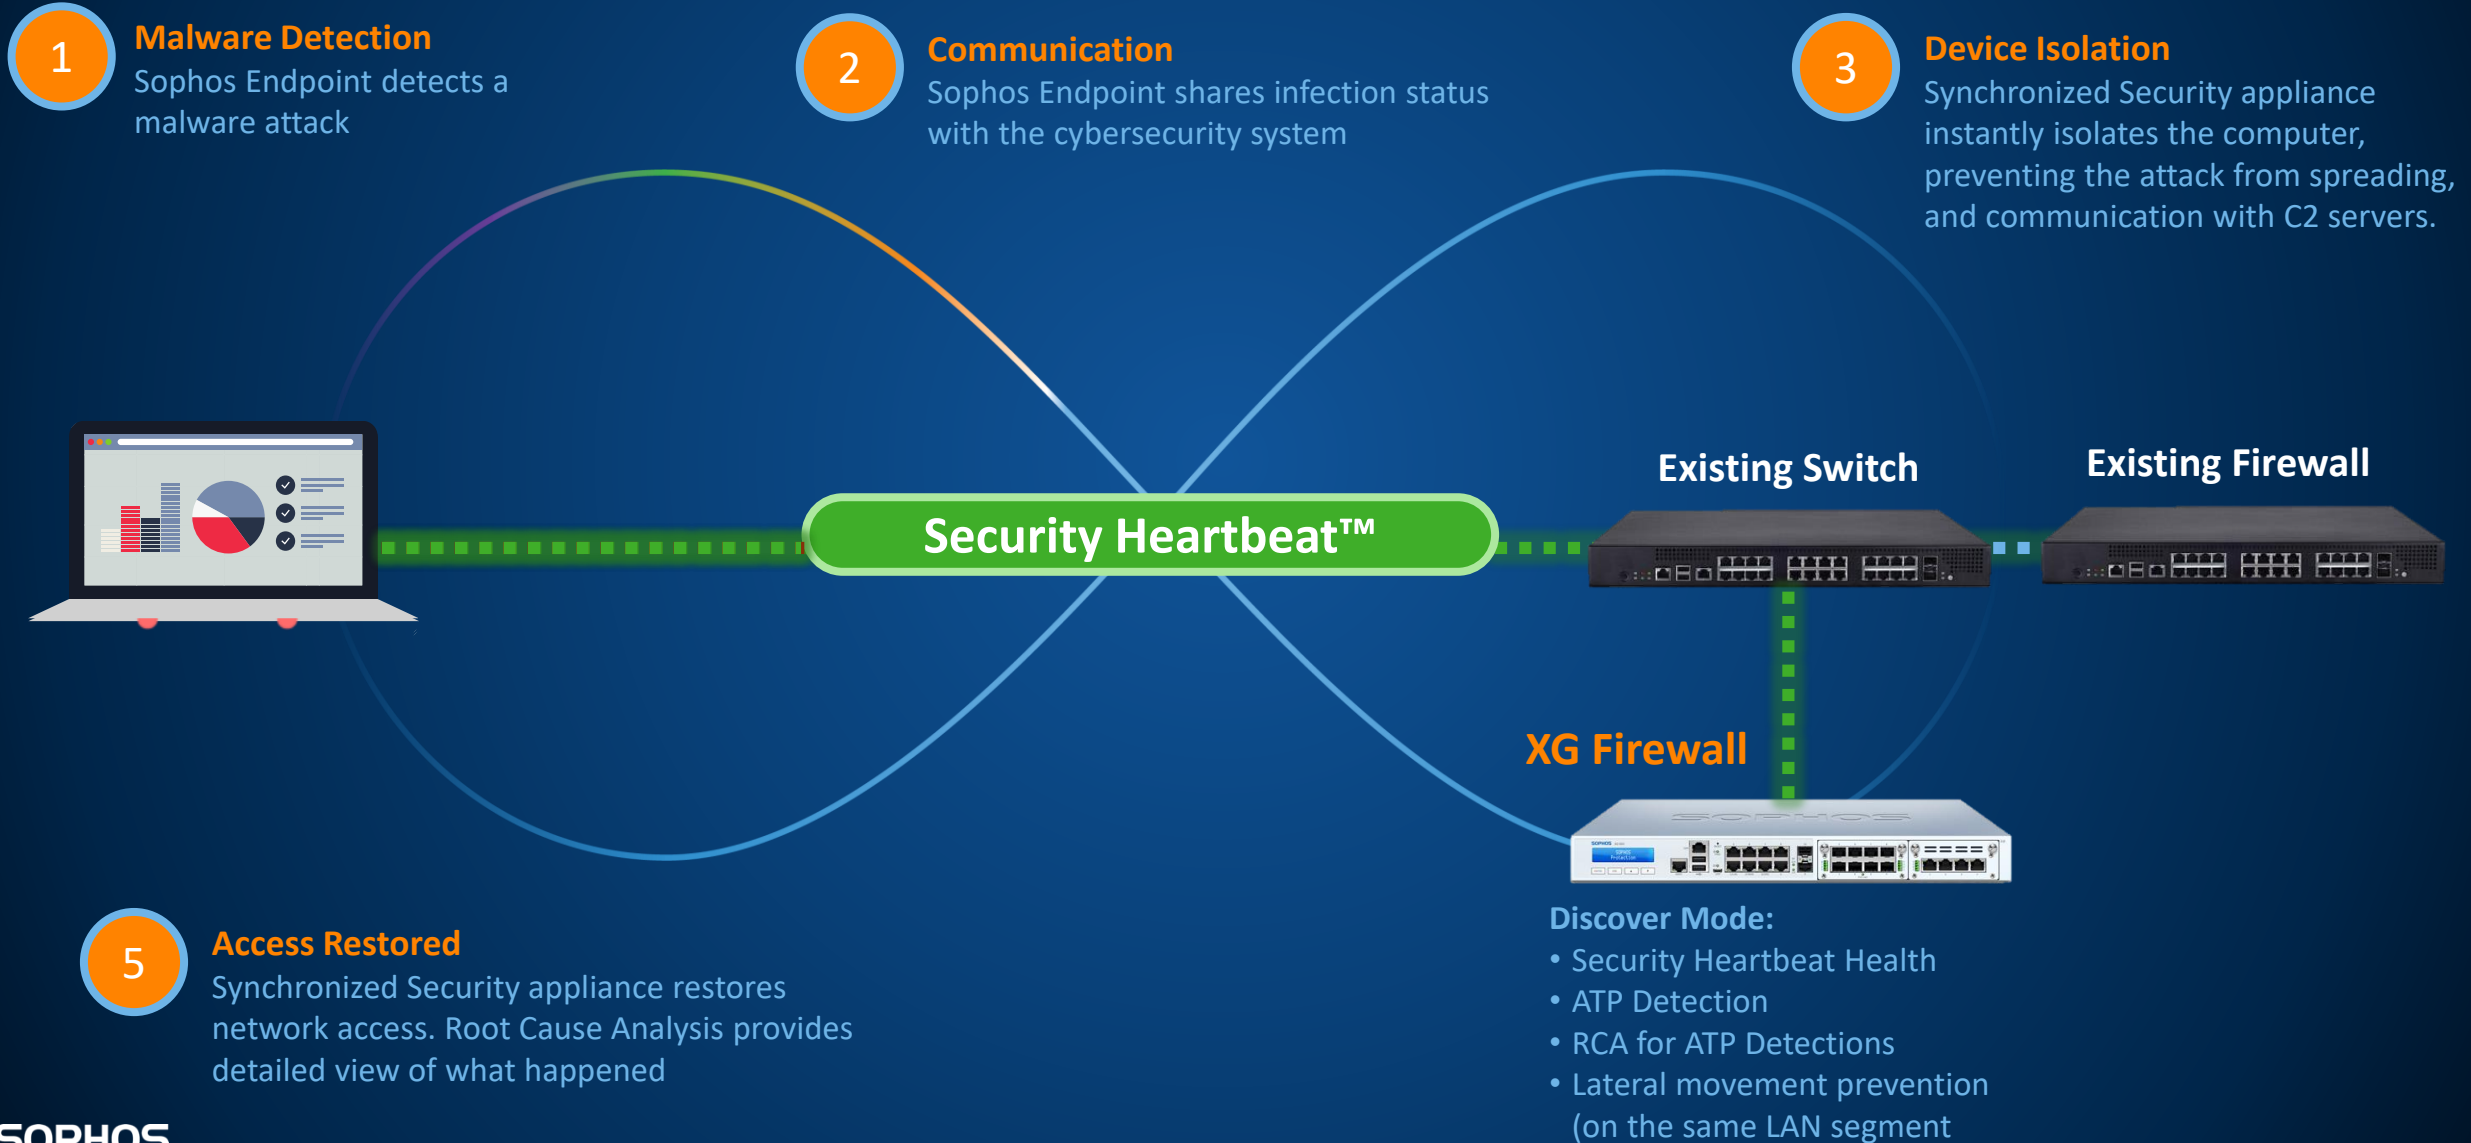 1
Malware Detection
Sophos Endpoint detects a
malware attack
2
Communication
Sophos Endpoint shares infection status
with the cybersecurity system
3
Device Isolation
Synchronized Security appliance
instantly isolates the computer,
preventing the attack from spreading,
and communication with C2 servers.
Security Heartbeat™
Existing Switch
Existing Firewall
XG Firewall
SOPHOS
SOPHOS
SOPHOS
Protection
Discover Mode:
• Security Heartbeat Health
• ATP Detection
• RCA for ATP Detections
• Lateral movement prevention
(on the same LAN segment
5
Access Restored
Synchronized Security appliance restores
network access. Root Cause Analysis provides
detailed view of what happened
SOPHOS